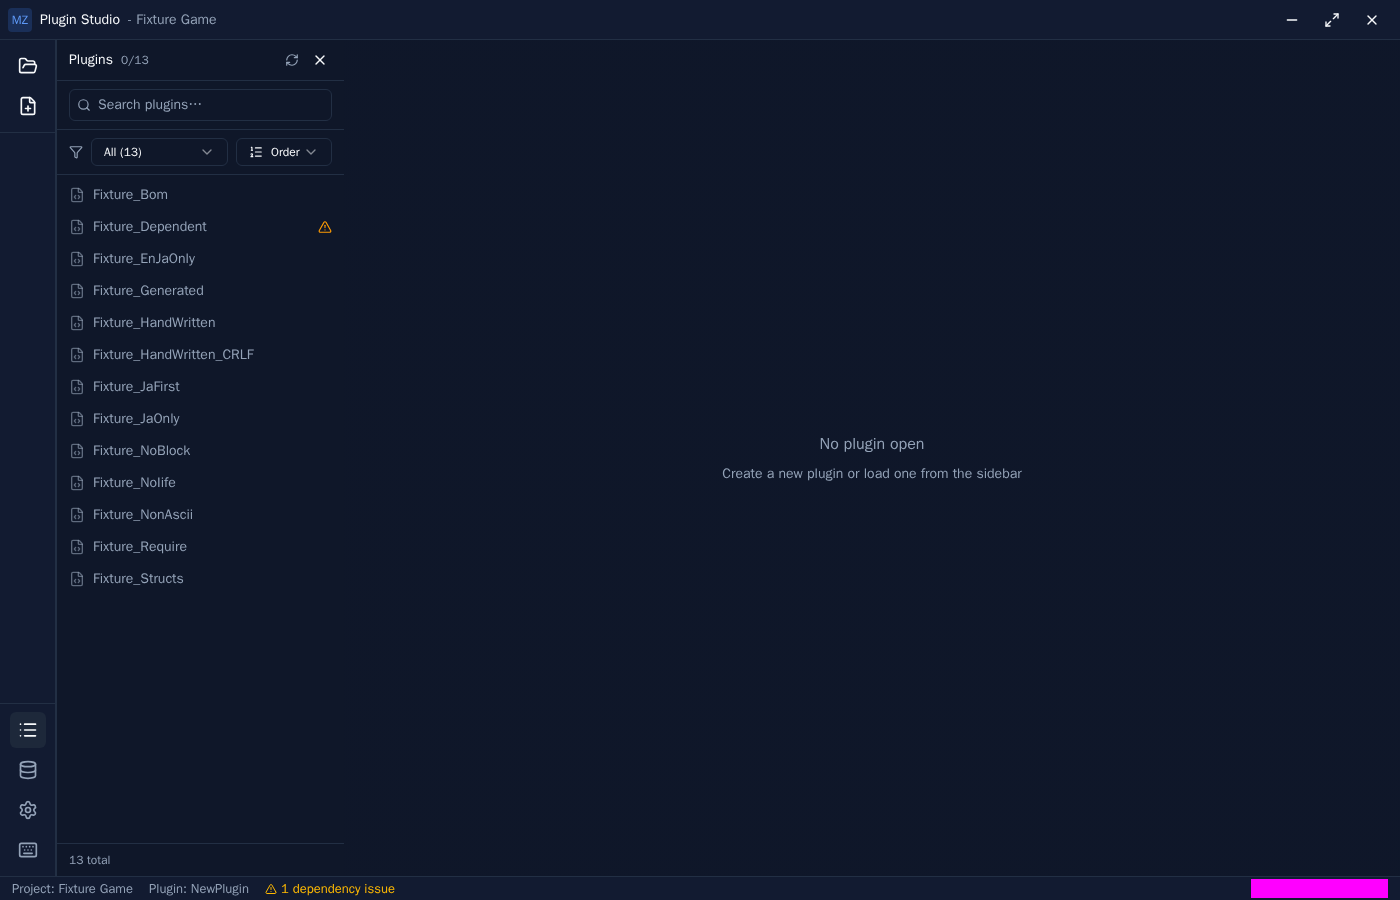 MZ Plugin Studio - Fixture Game
Plugins 0/13
Search plugins···
All (13) Order
Fixture_Bom
Fixture_Dependent
Fixture_EnJaOnly
Fixture_Generated
Fixture_HandWritten
Fixture_HandWritten_CRLF
Fixture_JaFirst
Fixture_JaOnly
Fixture_NoBlock
Fixture_Nolife
Fixture_NonAscii
Fixture_Require
Fixture_Structs
No plugin open
Create a new plugin or load one from the sidebar
13 total
Project: Fixture Game Plugin: NewPlugin 1 dependency issue